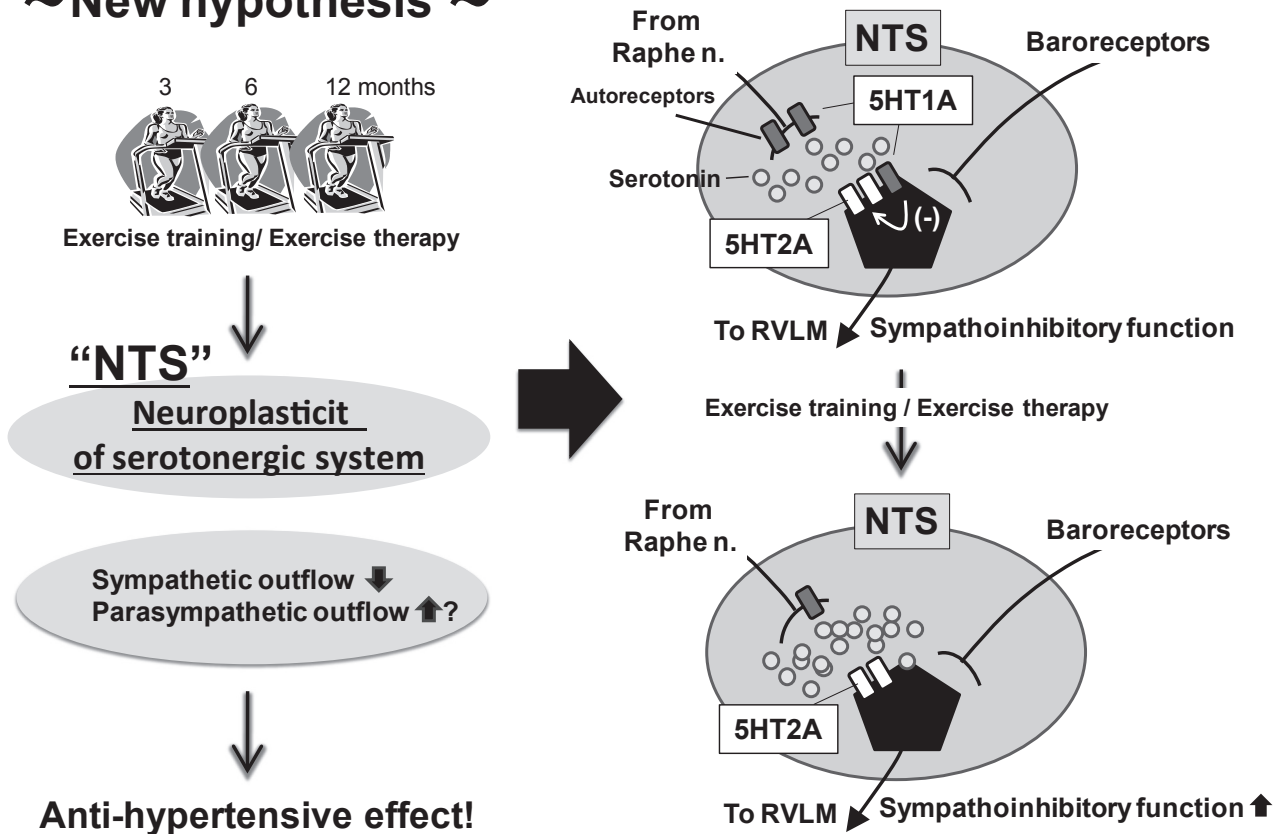 ~New hypothesis ~
3 6 12 months
Exercise training/ Exercise therapy
“NTS”
Neuroplasticit
of serotonergic system
Sympathetic outflow ⬇
Parasympathetic outflow ⬆?
Anti-hypertensive effect!
From
Raphe n.
NTS
Baroreceptors
Autoreceptors
5HT1A
Serotonin
(-)
5HT2A
To RVLM
Sympathoinhibitory function
Exercise training / Exercise therapy
From
Raphe n.
NTS
Baroreceptors
5HT2A
To RVLM
Sympathoinhibitory function ⬆